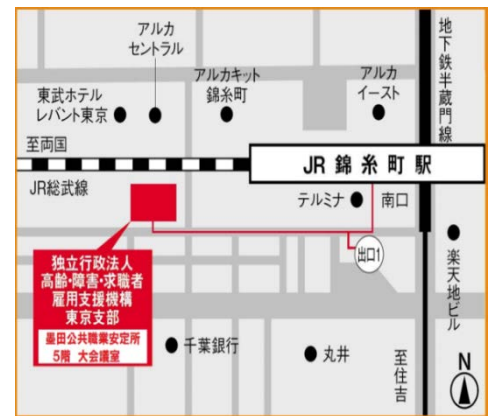 アルカ
セントラル
アルカキット
錦糸町
アルカ
イースト
東武ホテル
レバント東京
至両国
JR総武線
JR 錦糸町駅
テルミナ
南口
地下鉄半蔵門線
出口1
楽天地ビル
独立行政法人
高齢・障害・求職者
雇用支援機構
東京支部
墨田公共職業安定所
5階 大会議室
千葉銀行
丸井
至住吉
N